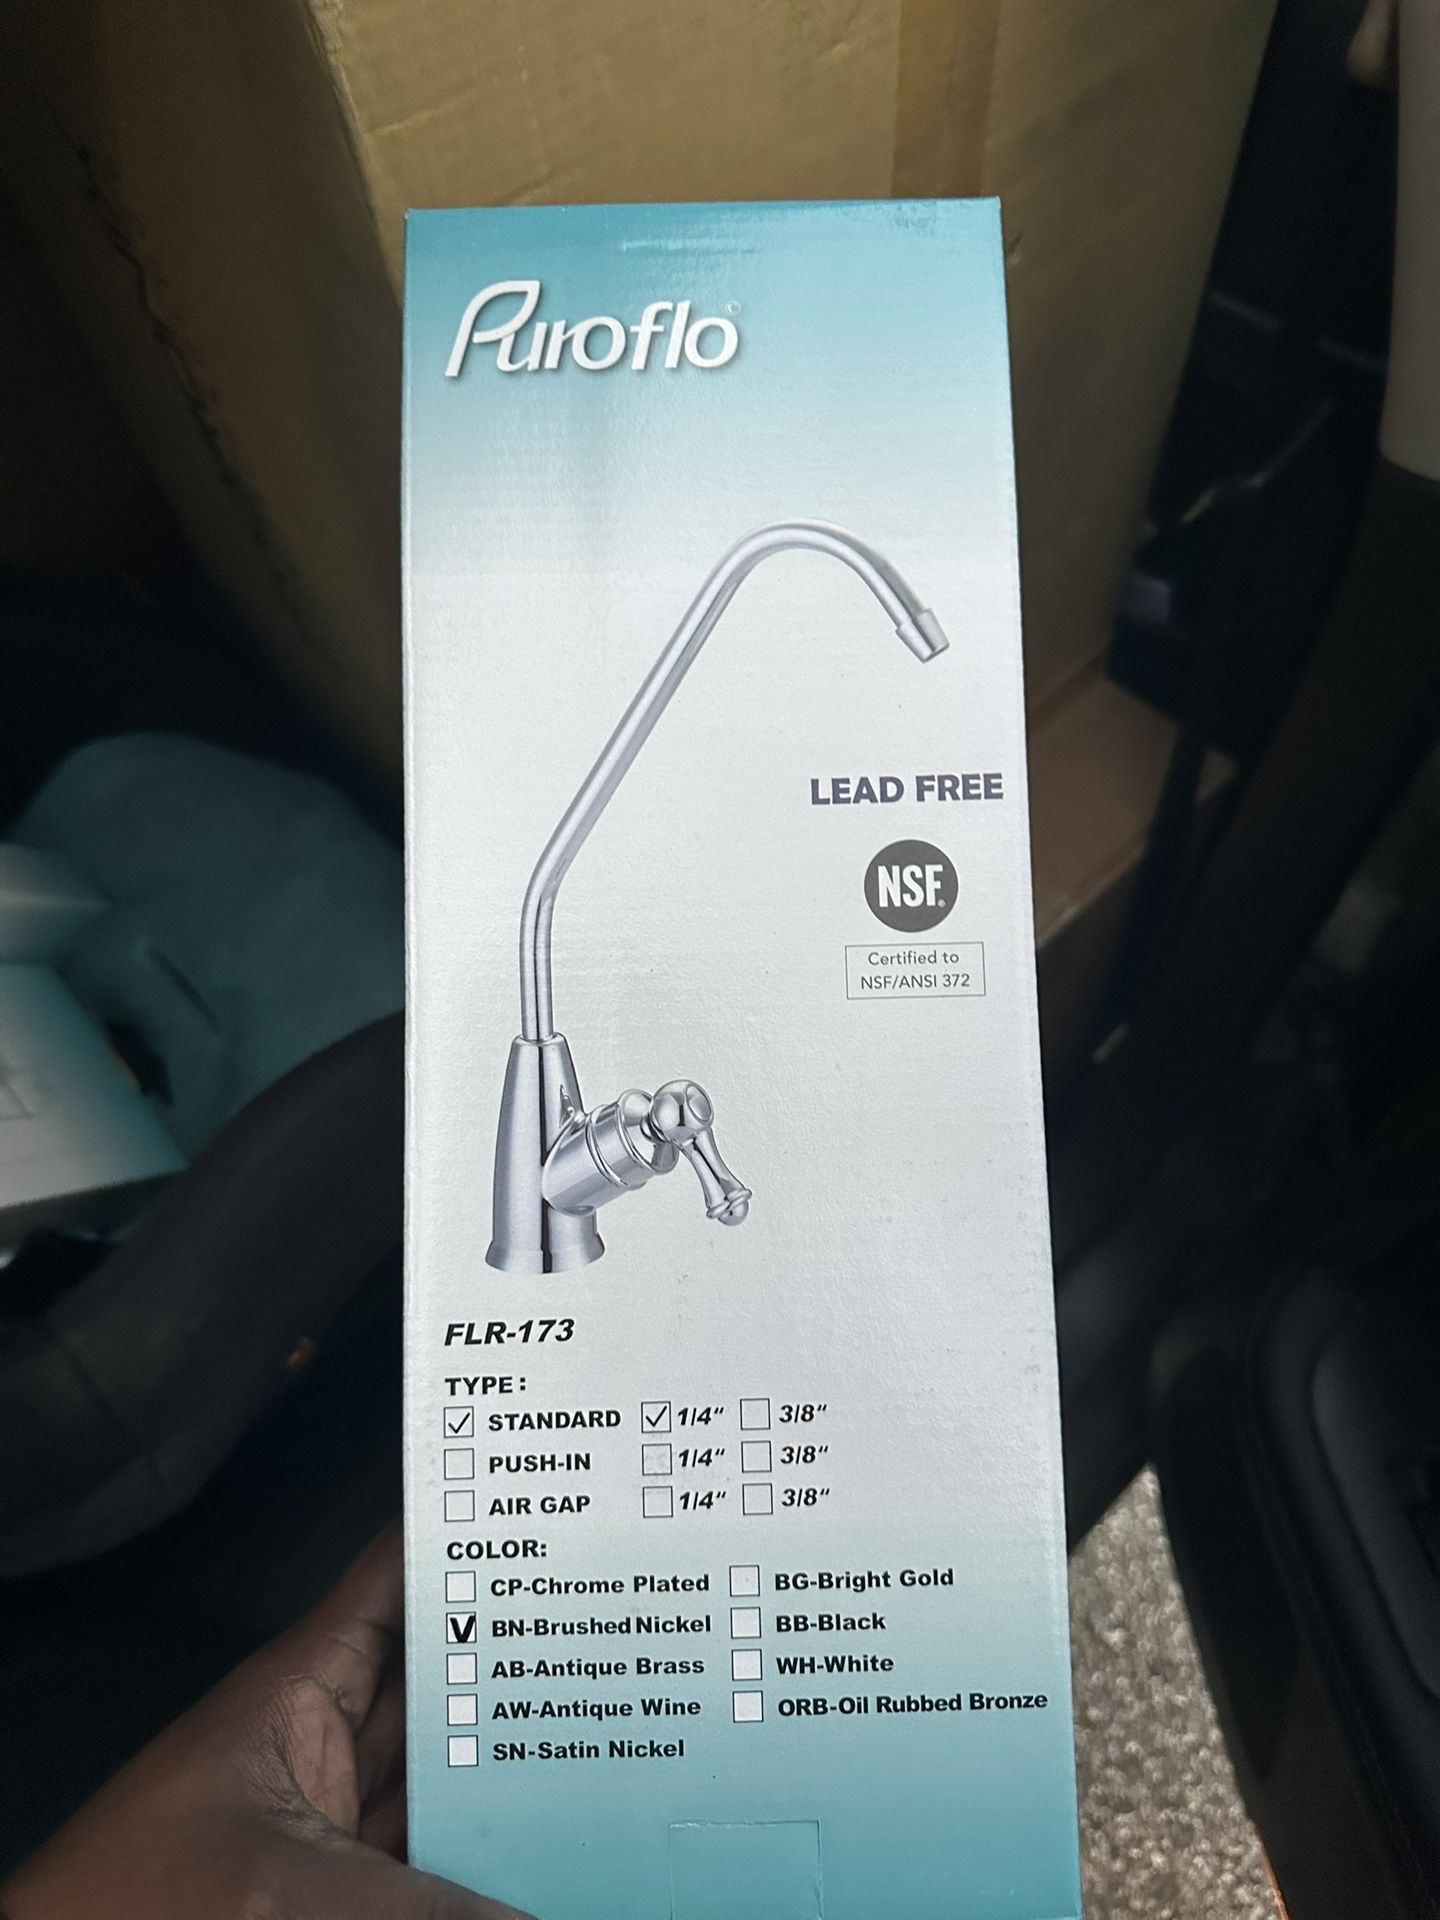 Puroflo©
LEAD FREE
NSF®
Certified to
NSF/ANSI 372
FLR-173
TYPE:
STANDARD 1/4" 3/8"
PUSH-IN 1/4" 3/8"
AIR GAP 1/4" 3/8"
COLOR:
CP-Chrome Plated BG-Bright Gold
BN-Brushed Nickel BB-Black
AB-Antique Brass WH-White
AW-Antique Wine ORB-Oil Rubbed Bronze
SN-Satin Nickel